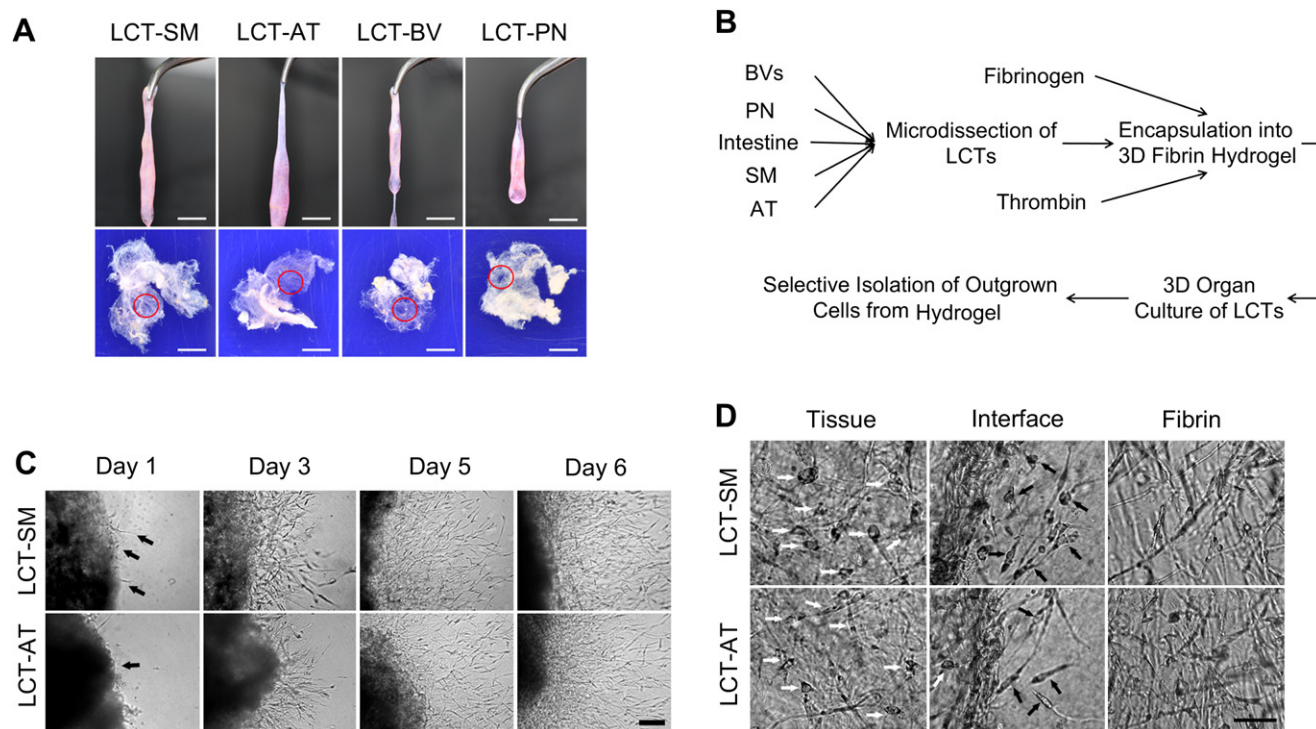 A
LCT-SM LCT-AT LCT-BV LCT-PN
B
BVs
PN
Intestine
SM
AT
Microdissection of
LCTs
Fibrinogen
Thrombin
Encapsulation into
3D Fibrin Hydrogel
3D Organ
Culture of LCTs
Selective Isolation of Outgrown
Cells from Hydrogel
C
Day 1 Day 3 Day 5 Day 6
LCT-SM
LCT-AT
D
Tissue Interface Fibrin
LCT-SM
LCT-AT